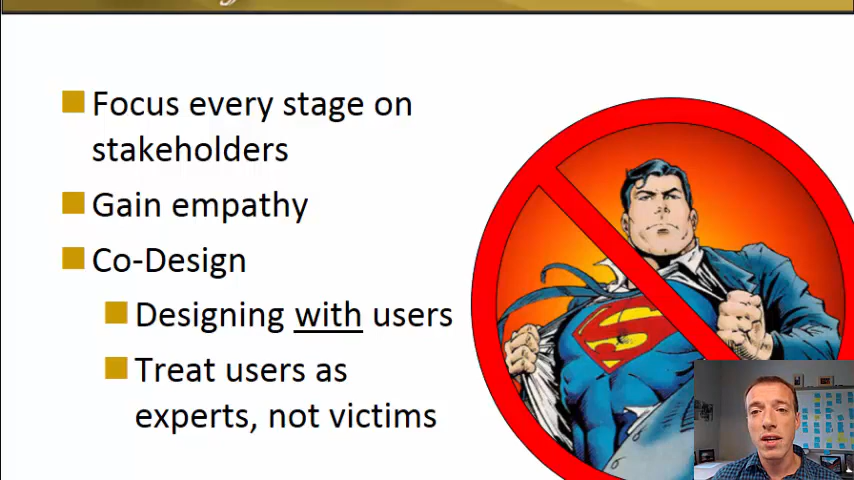 Focus every stage on
stakeholders
Gain empathy
Co-Design
Designing with users
Treat users as
experts, not victims